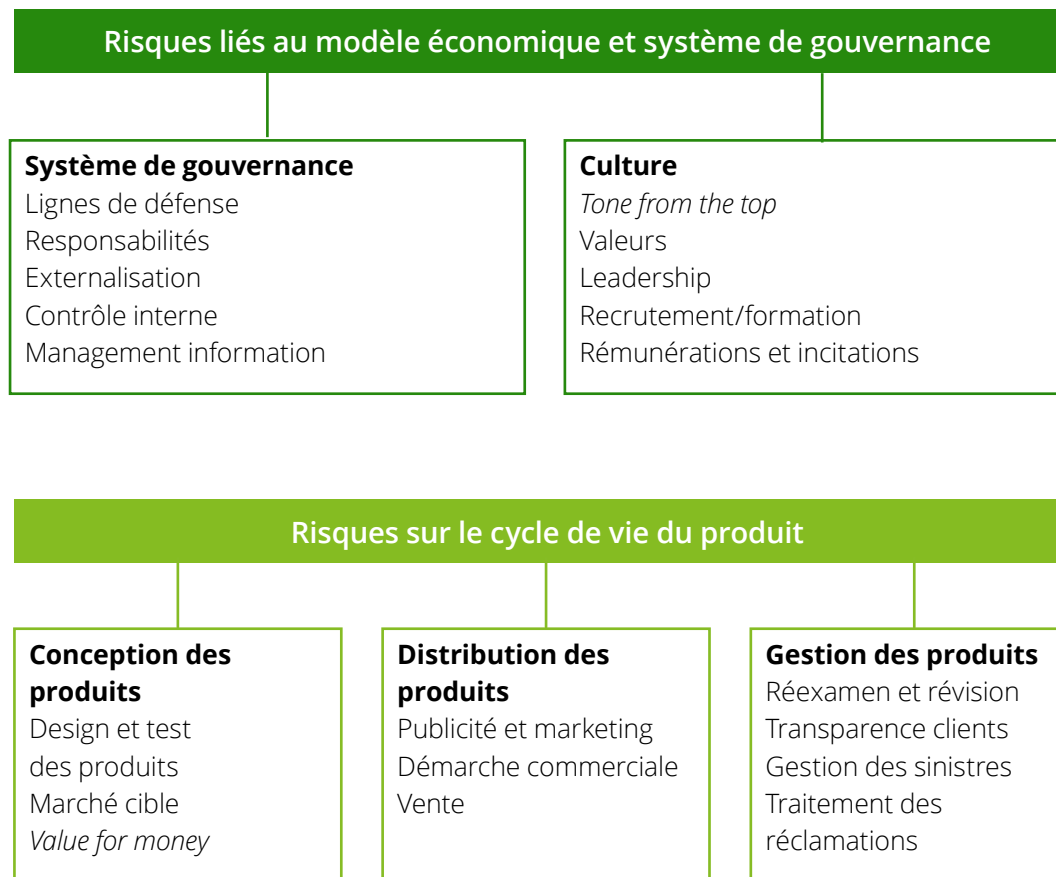 Risques liés au modèle économique et système de gouvernance
Système de gouvernance
Lignes de défense
Responsabilités
Externalisation
Contrôle interne
Management information
Culture
Tone from the top
Valeurs
Leadership
Recrutement/formation
Rémunérations et incitations
Risques sur le cycle de vie du produit
Conception des
produits
Design et test
des produits
Marché cible
Value for money
Distribution des
produits
Publicité et marketing
Démarche commerciale
Vente
Gestion des produits
Réexamen et révision
Transparence clients
Gestion des sinistres
Traitement des
réclamations